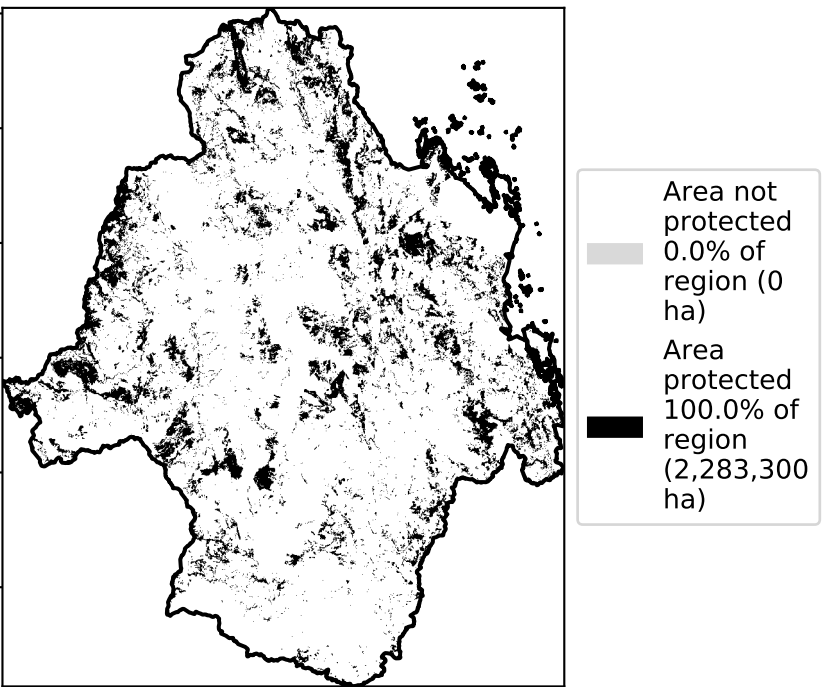 Area not
protected
0.0% of
region (0
ha)
Area
protected
100.0% of
region
(2,283,300
ha)